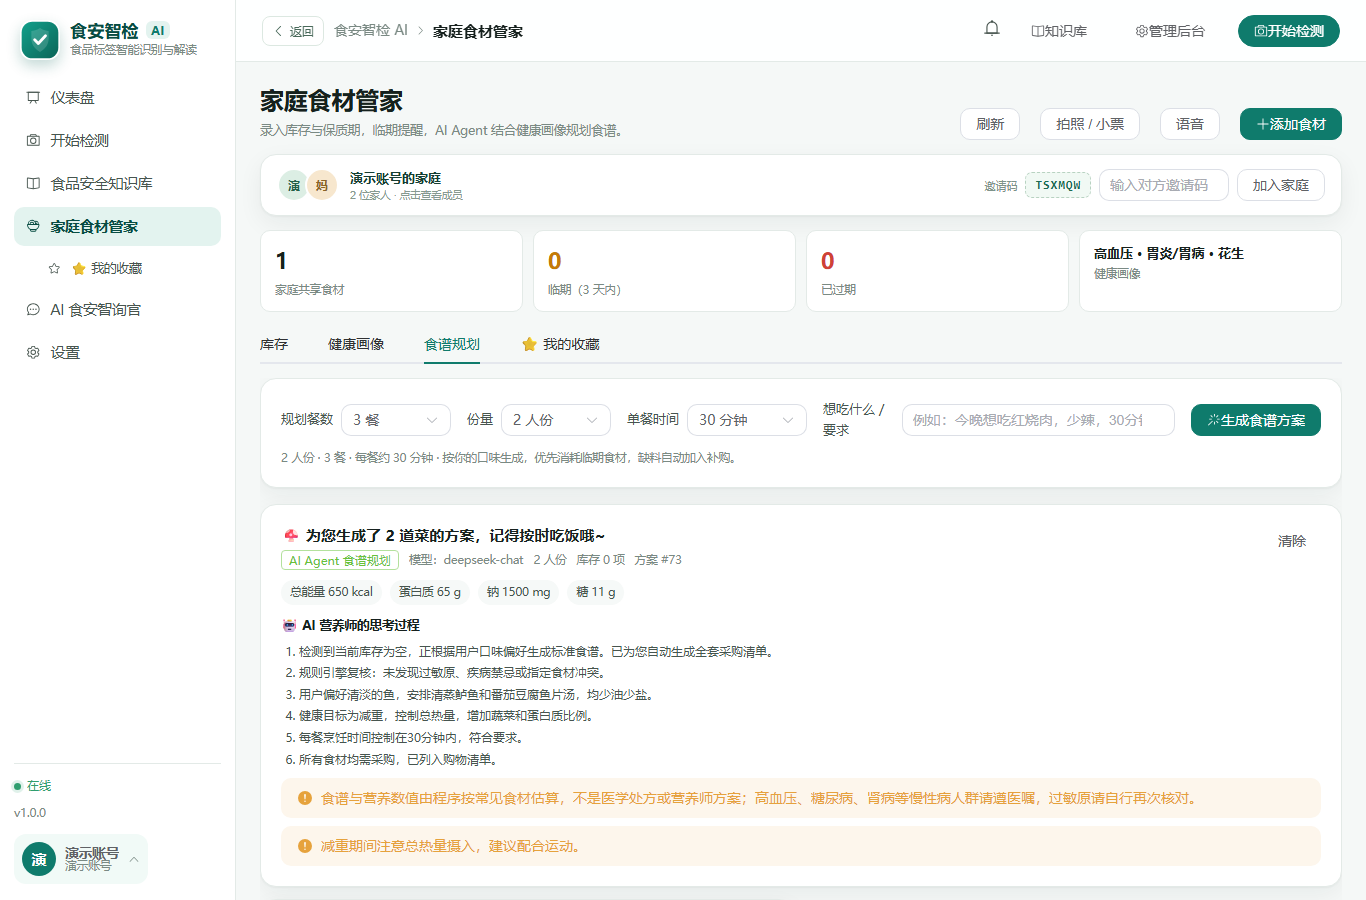 食安智检 AI
食品标签智能识别与解读
仪表盘
开始检测
食品安全知识库
家庭食材管家
我的收藏
AI 食安智询官
设置
在线
v1.0.0
演
演示账号
演示账号
返回
食安智检 AI > 家庭食材管家
知识库
管理后台
开始检测
家庭食材管家
录入库存与保质期，临期提醒，AI Agent 结合健康画像规划食谱。
刷新
拍照 / 小票
语音
+添加食材
演 妈
演示账号的家庭
2 位家人 · 点击查看成员
邀请码
TSXMQW
输入对方邀请码
加入家庭
1
家庭共享食材
0
临期（3 天内）
0
已过期
高血压 • 胃炎/胃病 • 花生
健康画像
库存
健康画像
食谱规划
我的收藏
规划餐数
3 餐
份量
2 人份
单餐时间
30 分钟
想吃什么 /
要求
例如：今晚想吃红烧肉，少辣，30分钟
生成食谱方案
2 人份 · 3 餐 · 每餐约 30 分钟 · 按你的口味生成，优先消耗临期食材，缺料自动加入补购。
为您生成了 2 道菜的方案，记得按时吃饭哦~
清除
AI Agent 食谱规划
模型：deepseek-chat 2 人份 库存 0 项 方案 #73
总能量 650 kcal
蛋白质 65 g
钠 1500 mg
糖 11 g
AI 营养师的思考过程
1. 检测到当前库存为空，正根据用户口味偏好生成标准食谱。已为您自动生成全套采购清单。
2. 规则引擎复核：未发现过敏原、疾病禁忌或指定食材冲突。
3. 用户偏好清淡的鱼，安排清蒸鲈鱼和番茄豆腐鱼片汤，均少油少盐。
4. 健康目标为减重，控制总热量，增加蔬菜和蛋白质比例。
5. 每餐烹饪时间控制在30分钟内，符合要求。
6. 所有食材均需采购，已列入购物清单。
食谱与营养数值由程序按常见食材估算，不是医学处方或营养师方案；高血压、糖尿病、肾病等慢性病人群请遵医嘱，过敏原请自行再次核对。
减重期间注意总热量摄入，建议配合运动。